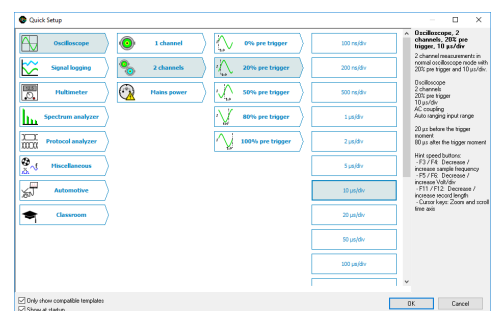 Quick Setup
Oscilloscope
Signal logging
Multimeter
Spectrum analyzer
Protocol analyzer
Miscellaneous
Automotive
Classroom
1 channel
2 channels
Mains power
0% pre trigger
20% pre trigger
50% pre trigger
80% pre trigger
100% pre trigger
100 ns/div
200 ns/div
500 ns/div
1 µs/div
2 µs/div
5 µs/div
10 µs/div
20 µs/div
50 µs/div
100 µs/div
Oscilloscope, 2
channels, 20% pre
trigger, 10 µs/div
2 channel measurements in
normal oscilloscope mode with
20% pre trigger and 10 µs/div.
Oscilloscope
2 channels
20% pre trigger
10 µs/div
AC coupling
Auto ranging input range
20 µs before the trigger
moment
80 µs after the trigger moment
Hint speed buttons:
- F3 / F4: Decrease /
increase sample frequency
- F5 / F6: Decrease /
increase Volt/div
- F11 / F12: Decrease /
increase record length
- Cursor keys: Zoom and scroll
time axis
Only show compatible templates
Show at startup
OK
Cancel